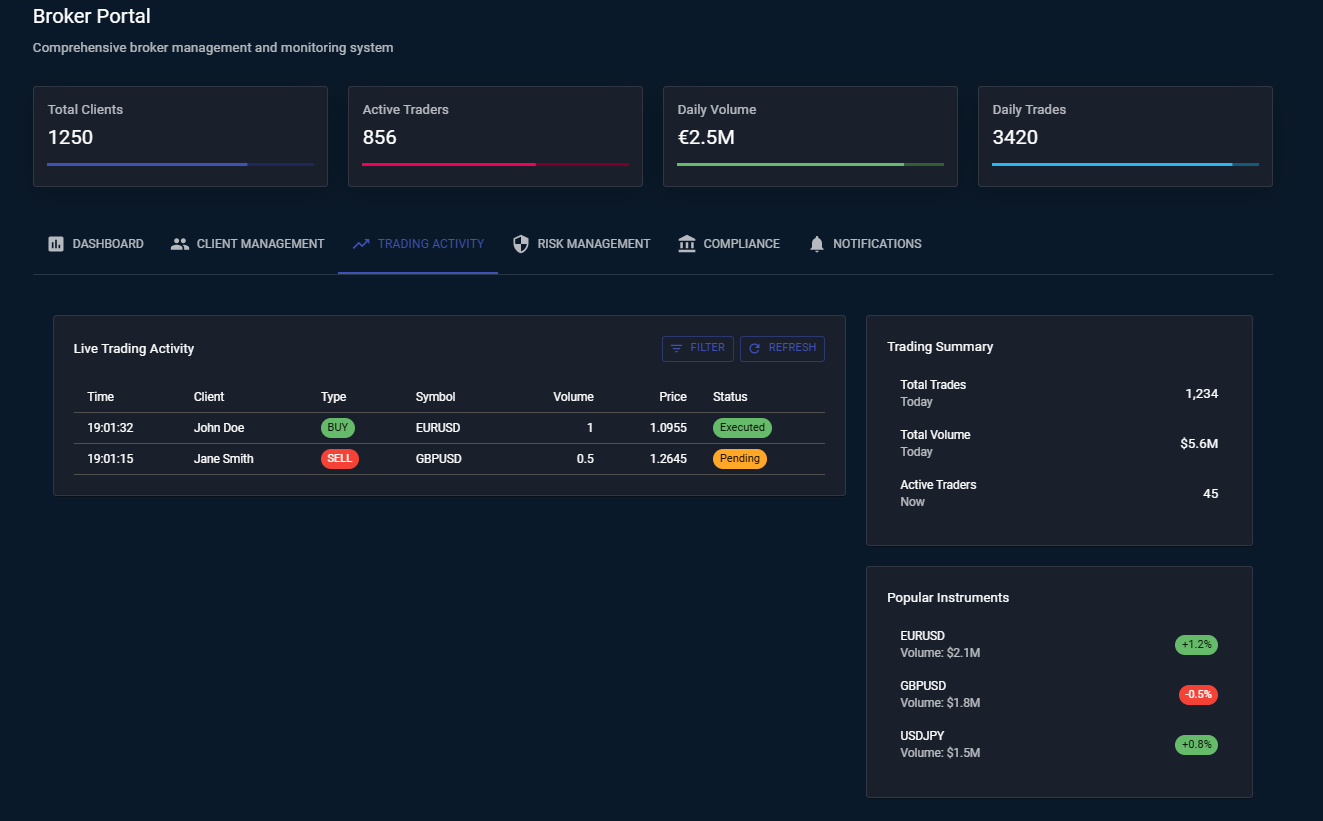 Broker Portal
Comprehensive broker management and monitoring system
Total Clients
1250
Active Traders
856
Daily Volume
€2.5M
Daily Trades
3420
DASHBOARD CLIENT MANAGEMENT TRADING ACTIVITY RISK MANAGEMENT COMPLIANCE NOTIFICATIONS
Live Trading Activity FILTER REFRESH
Time Client Type Symbol Volume Price Status
19:01:32 John Doe BUY EURUSD 1 1.0955 Executed
19:01:15 Jane Smith SELL GBPUSD 0.5 1.2645 Pending
Trading Summary
Total Trades
Today
1,234
Total Volume
Today
$5.6M
Active Traders
Now
45
Popular Instruments
EURUSD
Volume: $2.1M
+1.2%
GBPUSD
Volume: $1.8M
-0.5%
USDJPY
Volume: $1.5M
+0.8%